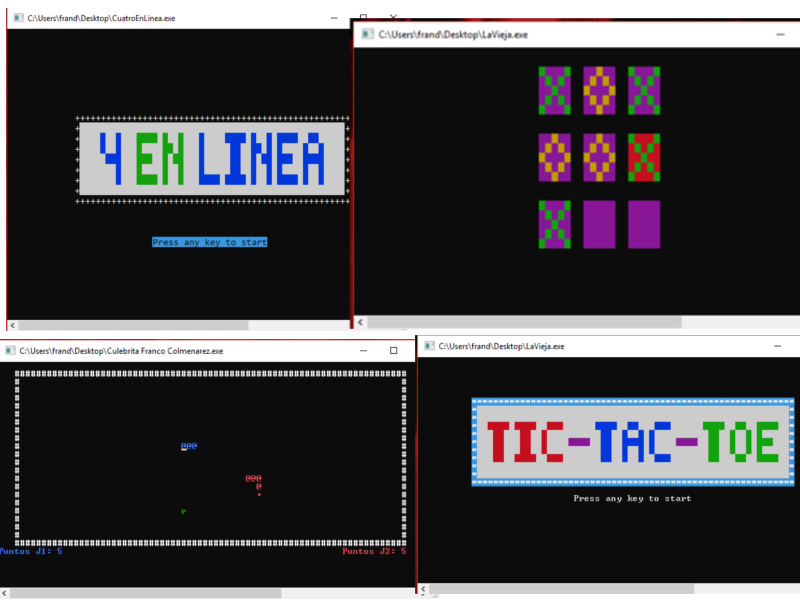 C:\Users\frand\Desktop\CuatroEnLinea.exe
4 EN LINEA
Press any key to start
C:\Users\frand\Desktop\LaVieja.exe
X O X
O O X
X
C:\Users\frand\Desktop\Culebrita Franco Colmenarez.exe
@@@
@@@
@
+
r
Puntos J1: 5 Puntos J2: 5
C:\Users\frand\Desktop\LaVieja.exe
TIC-TAC-TOE
Press any key to start